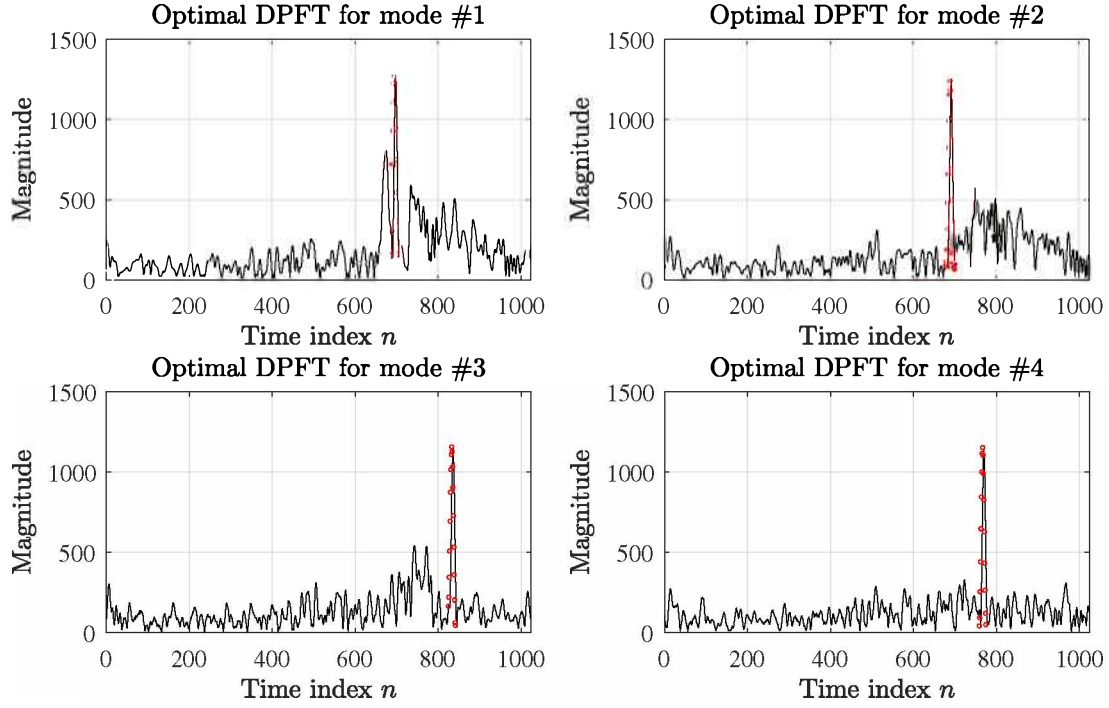 Optimal DPFT for mode #1
1500
1000
500
0
Magnitude
0 200 400 600 800 1000
Time index n
Optimal DPFT for mode #2
1500
1000
500
0
Magnitude
0 200 400 600 800 1000
Time index n
Optimal DPFT for mode #3
1500
1000
500
0
Magnitude
0 200 400 600 800 1000
Time index n
Optimal DPFT for mode #4
1500
1000
500
0
Magnitude
0 200 400 600 800 1000
Time index n